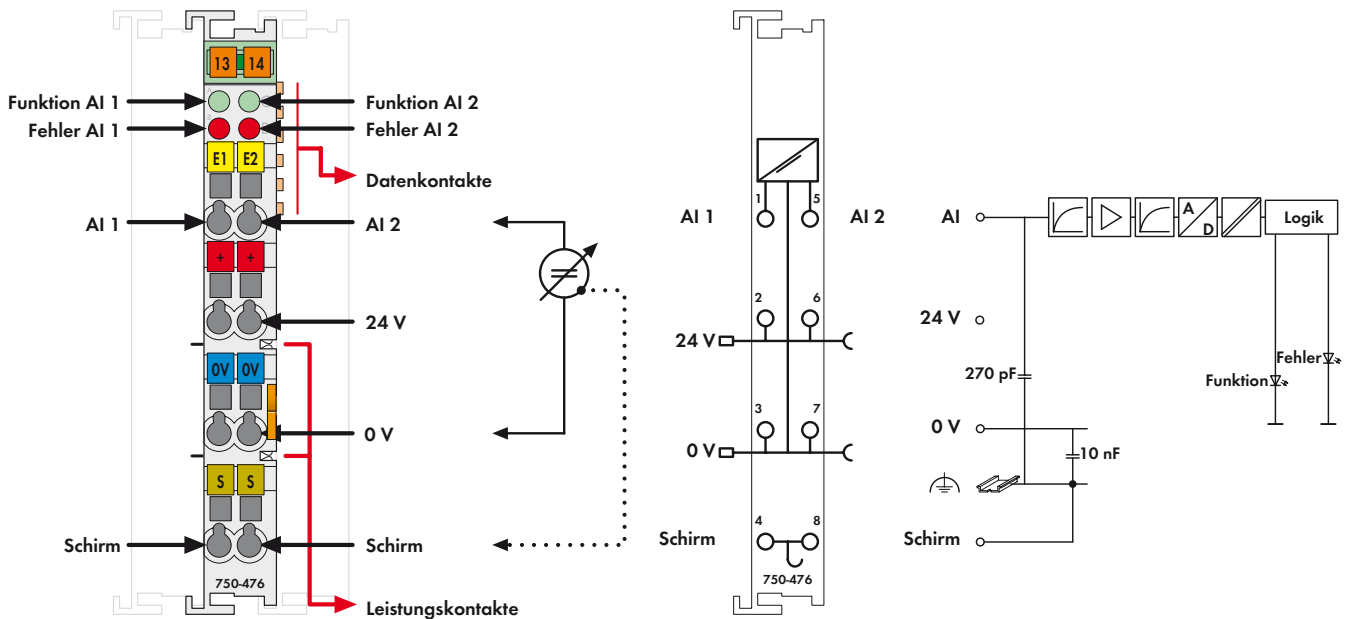 13 14
Funktion AI 1
Funktion AI 2
Fehler AI 1
Fehler AI 2
E1 E2
Datenkontakte
AI 1
AI 2
+ +
24 V
0V 0V
0 V
S S
Schirm
Schirm
750-476
Leistungskontakte
1 5
AI 1
AI 2
2 6
24 V
3 7
0 V
4 8
Schirm
750-476
AI
A
D
Logik
24 V
270 pF
Fehler
Funktion
0 V
10 nF
Schirm